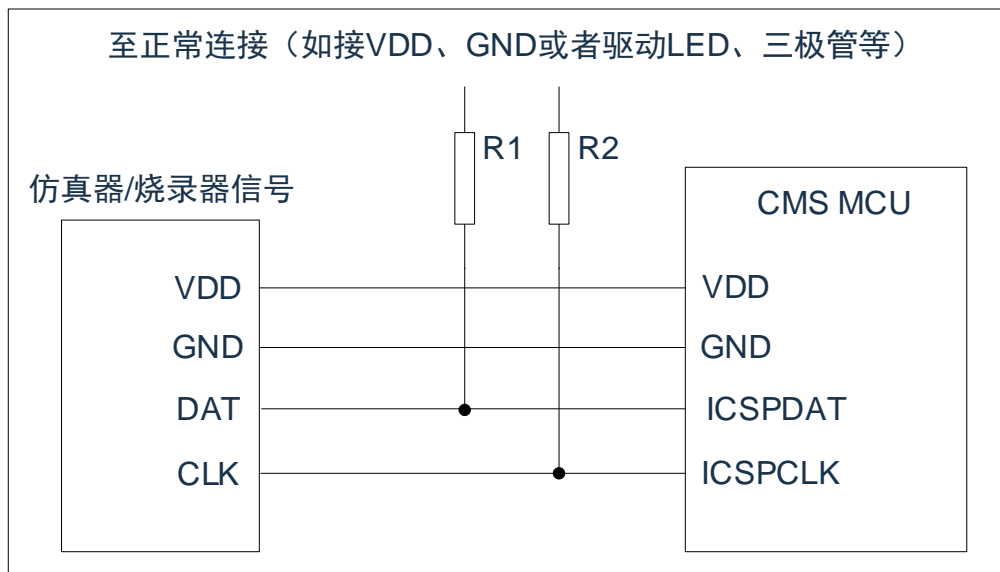 至正常连接（如接VDD、GND或者驱动LED、三极管等）
R1
R2
仿真器/烧录器信号
CMS MCU
VDD
VDD
GND
GND
DAT
ICSPDAT
CLK
ICSPCLK